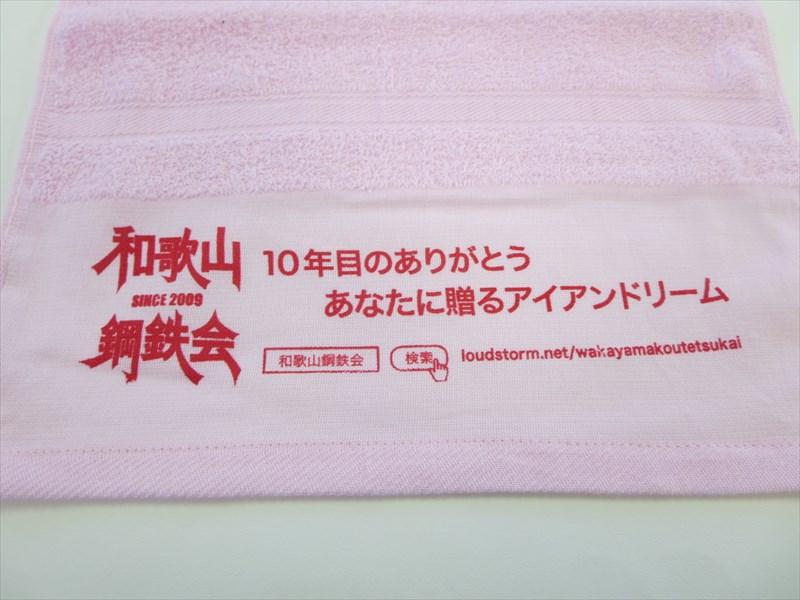 和歌山
SINCE 2009
鋼鉄会
10年目のありがとう
あなたに贈るアイアンドリーム
和歌山鋼鉄会 検索
loudstorm.net/wakayamakoutetsukai